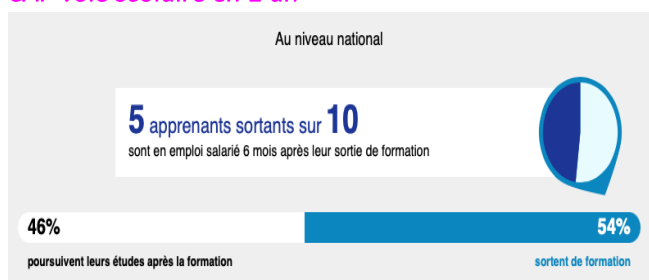 Au niveau national
5 apprenants sortants sur 10
sont en emploi salarié 6 mois après leur sortie de formation
46%
54%
poursuivent leurs études après la formation
sortent de formation